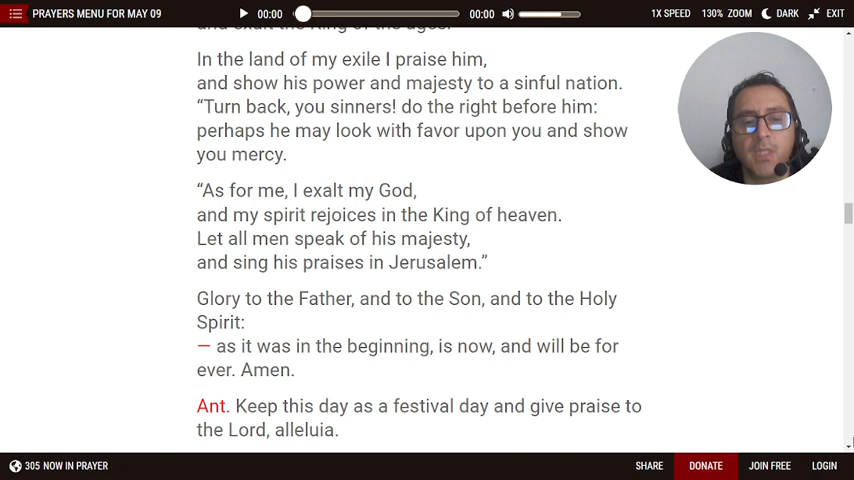 PRAYERS MENU FOR MAY 09 00:00 00:00 1X SPEED 130% ZOOM DARK EXIT
In the land of my exile I praise him,
and show his power and majesty to a sinful nation.
“Turn back, you sinners! do the right before him:
perhaps he may look with favor upon you and show
you mercy.
“As for me, I exalt my God,
and my spirit rejoices in the King of heaven.
Let all men speak of his majesty,
and sing his praises in Jerusalem.”
Glory to the Father, and to the Son, and to the Holy
Spirit:
— as it was in the beginning, is now, and will be for
ever. Amen.
Ant. Keep this day as a festival day and give praise to
the Lord, alleluia.
305 NOW IN PRAYER SHARE DONATE JOIN FREE LOGIN